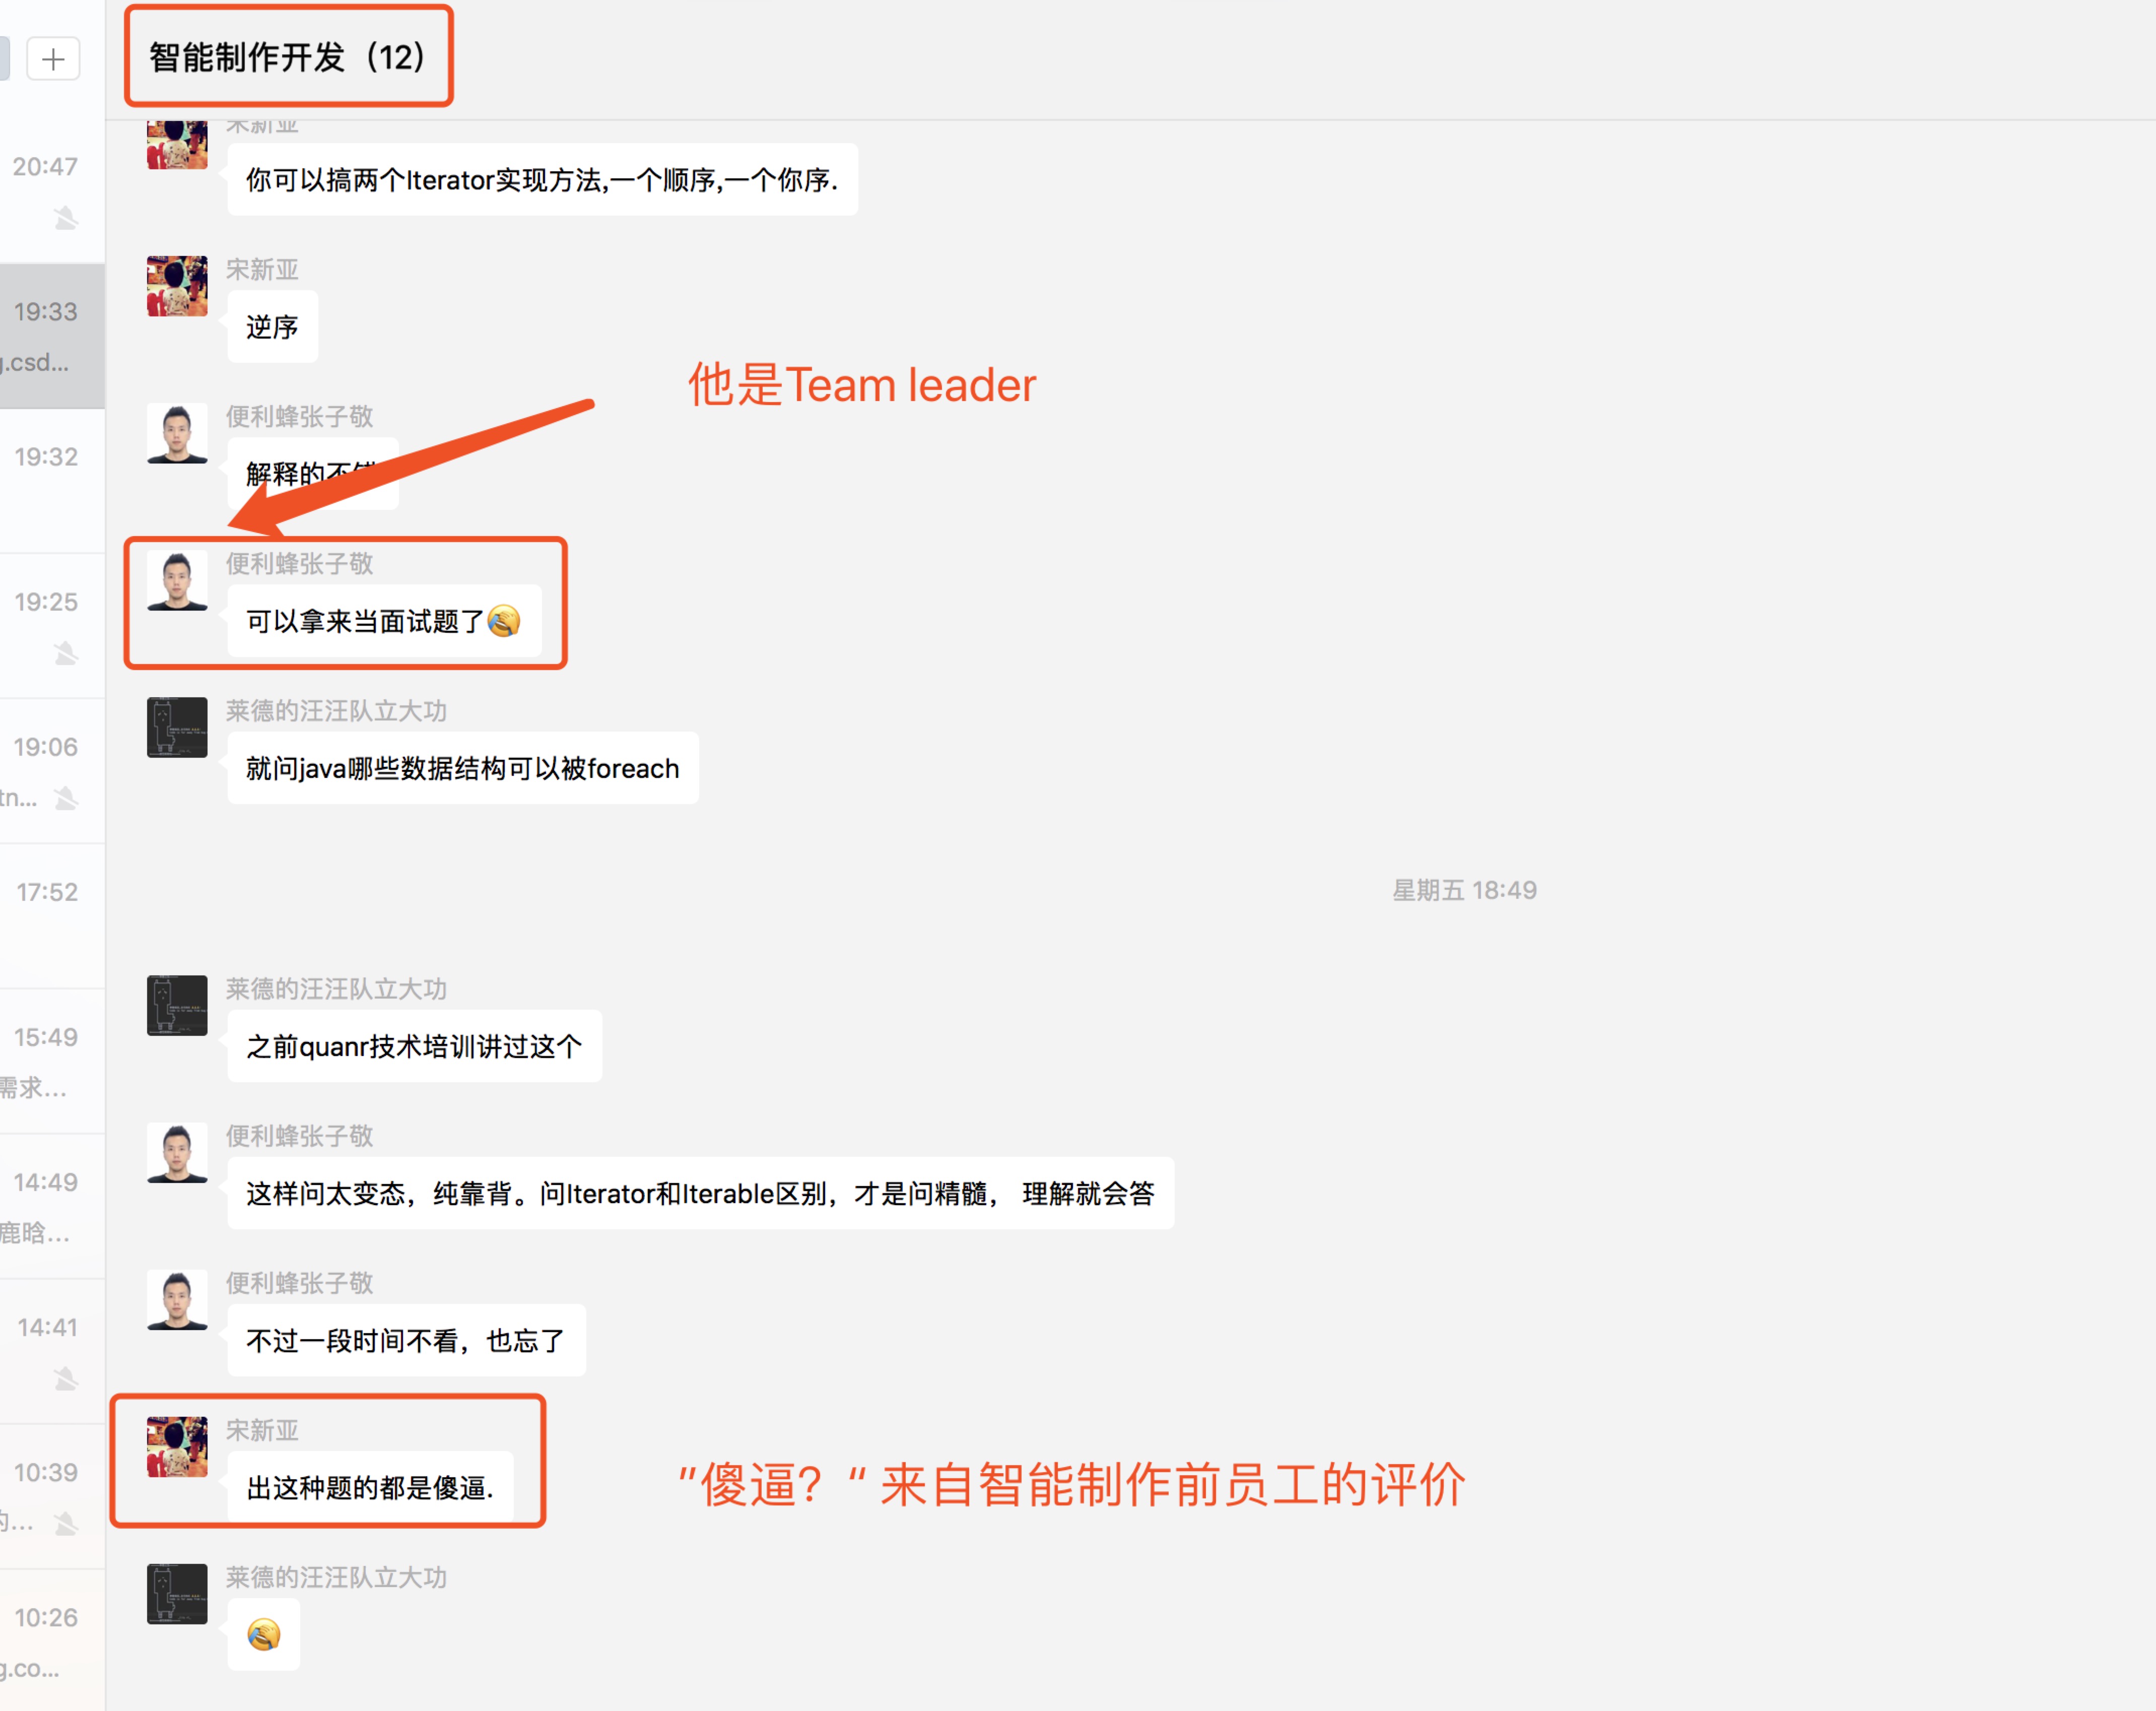 智能制作开发（12）
20:47
宋新亚
你可以搞两个Iterator实现方法,一个顺序,一个你序.
宋新亚
逆序
19:33
g.csd...
他是Team leader
便利蜂张子敬
解释的不错
19:32
便利蜂张子敬
可以拿来当面试题了
19:25
莱德的汪汪队立大功
就问java哪些数据结构可以被foreach
19:06
tn...
17:52
星期五 18:49
莱德的汪汪队立大功
之前quanr技术培训讲过这个
15:49
需求...
便利蜂张子敬
这样问太变态，纯靠背。问Iterator和Iterable区别，才是问精髓， 理解就会答
14:49
鹿晗...
便利蜂张子敬
不过一段时间不看，也忘了
14:41
宋新亚
出这种题的都是傻逼.
"傻逼？“ 来自智能制作前员工的评价
10:39
的...
莱德的汪汪队立大功
10:26
g.co...